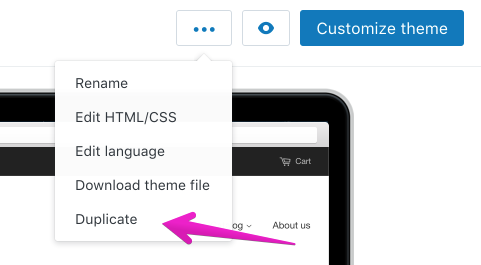 Customize theme
Rename
Edit HTML/CSS
Edit language
Download theme file
Duplicate
Cart
og
About us